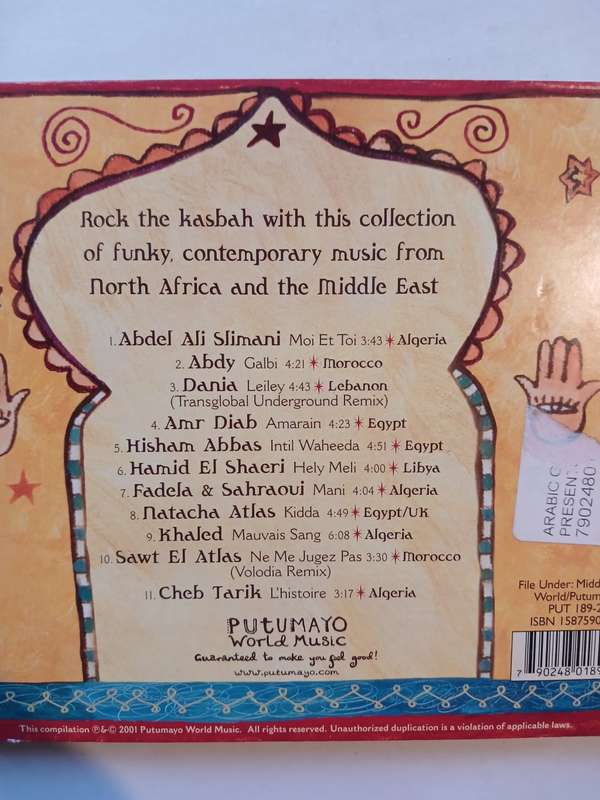 Rock the kasbah with this collection
of funky, contemporary music from
North Africa and the Middle East
1. Abdel Ali Slimani Moi Et Toi 3:43 ✶ Algeria
2. Abdy Galbi 4:21 ✶ Morocco
3. Dania Leiley 4:43 ✶ Lebanon
(Transglobal Underground Remix)
4. Amr Diab Amarain 4:23 ✶ Egypt
5. Hisham Abbas Intil Waheeda 4:51 ✶ Egypt
6. Hamid El Shaeri Hely Meli 4:00 ✶ Libya
7. Fadela & Sahraoui Mani 4:04 ✶ Algeria
8. Natacha Atlas Kidda 4:49 ✶ Egypt/UK
9. Khaled Mauvais Sang 6:08 ✶ Algeria
10. Sawt El Atlas Ne Me Jugez Pas 3:30 ✶ Morocco
(Volodia Remix)
11. Cheb Tarik L'histoire 3:17 ✶ Algeria
PUTUMAYO
World Music
Guaranteed to make you feel good!
www.putumayo.com
ARABIC
PRESEN
7902480
File Under:
World/
PUT 189-2
ISBN 1587590
7 90248 0189
This compilation ℗&© 2001 Putumayo World Music. All rights reserved. Unauthorized duplication is a violation of applicable laws.